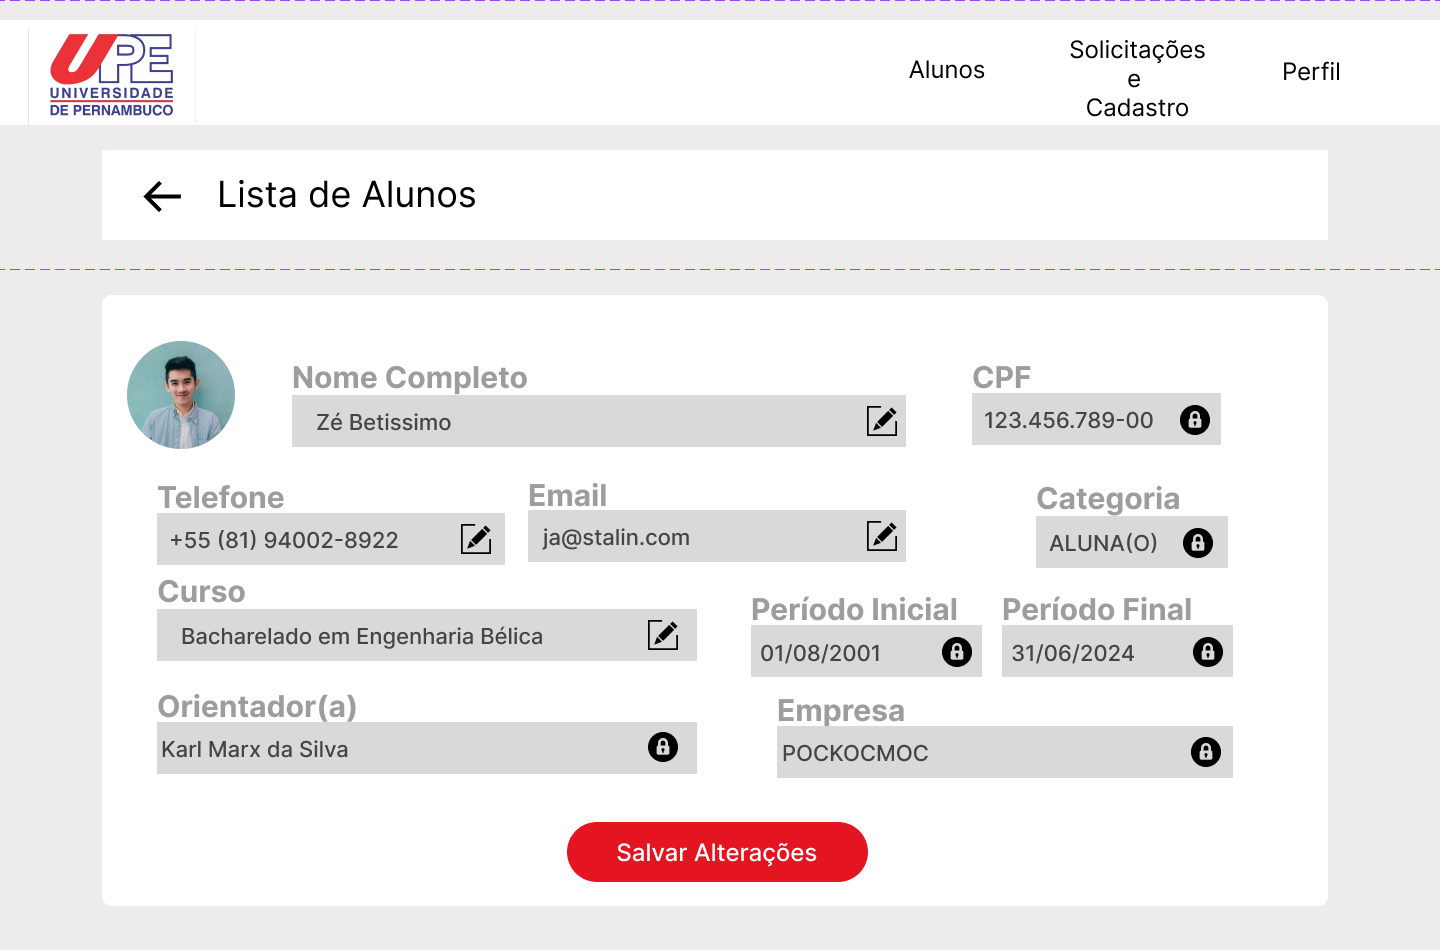 UPE
UNIVERSIDADE
DE PERNAMBUCO
Alunos
Solicitações
e
Cadastro
Perfil
Lista de Alunos
Nome Completo
Zé Betissimo
CPF
123.456.789-00
Telefone
+55 (81) 94002-8922
Email
ja@stalin.com
Categoria
ALUNA(O)
Curso
Bacharelado em Engenharia Bélica
Período Inicial
01/08/2001
Período Final
31/06/2024
Orientador(a)
Karl Marx da Silva
Empresa
POCKOCMOC
Salvar Alterações